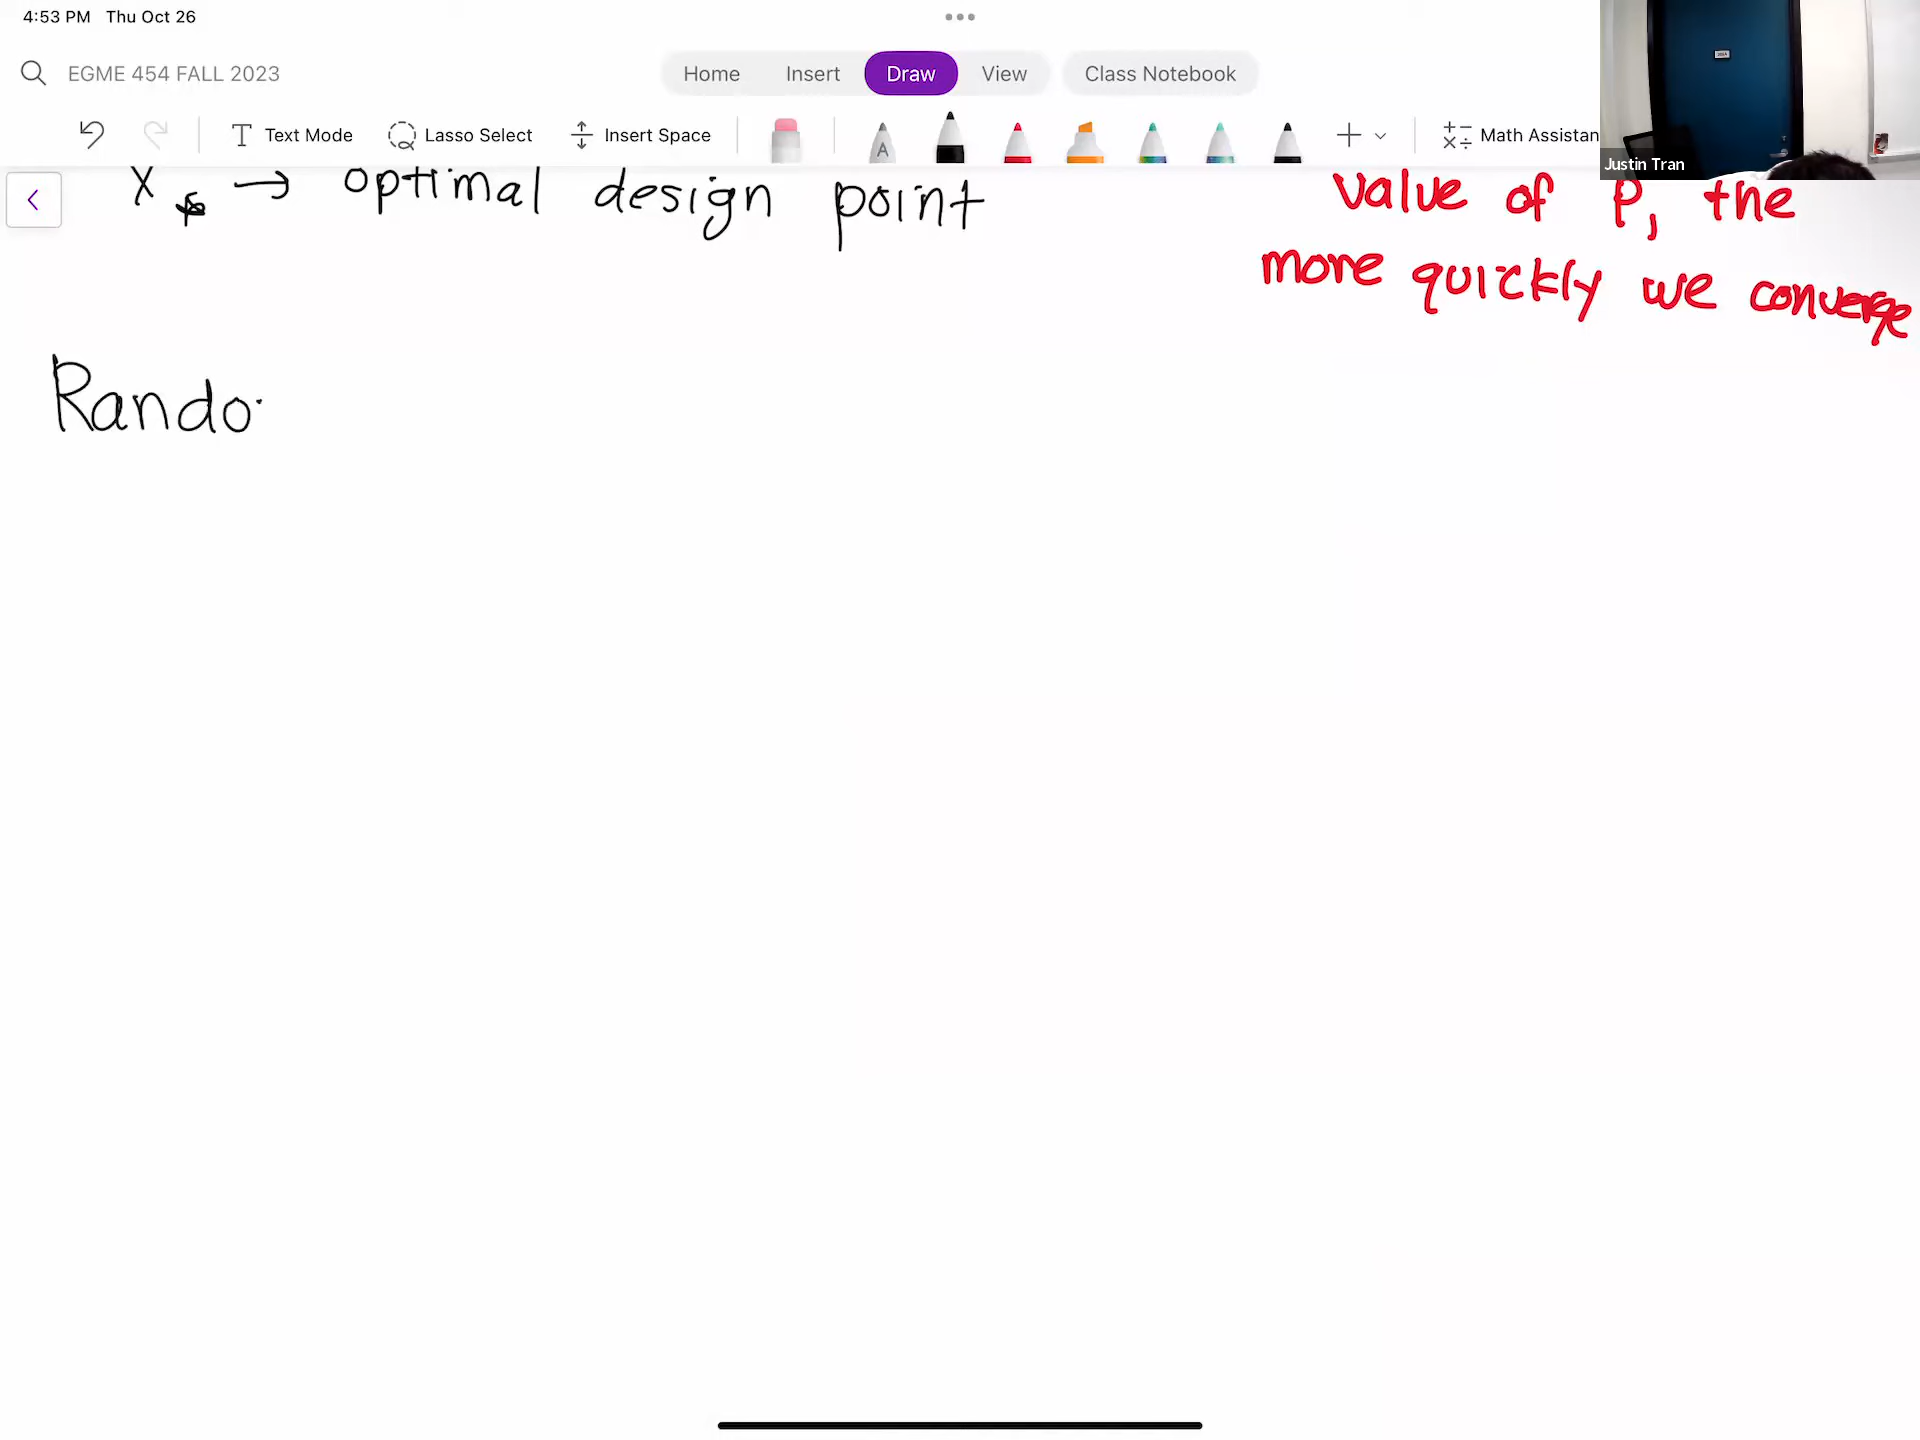 4:53 PM Thu Oct 26
EGME 454 FALL 2023
Home Insert Draw View Class Notebook
Text Mode Lasso Select Insert Space A Math Assistan
Justin Tran
X* → optimal design point
value of P, the
more quickly we converge
Rando